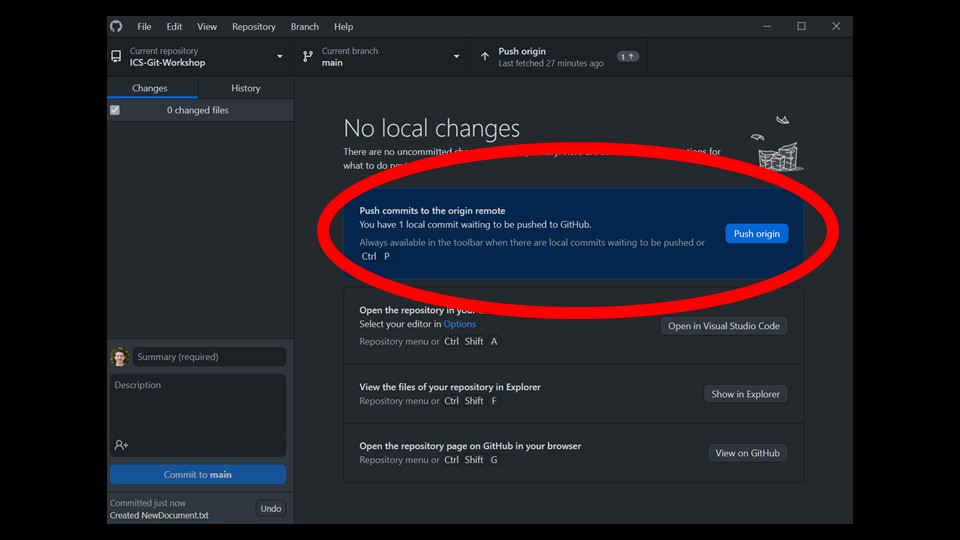 File Edit View Repository Branch Help
Current repository
ICS-Git-Workshop
Current branch
main
Push origin
Last fetched 27 minutes ago
1
Changes
History
0 changed files
No local changes
There are no uncommitted
for
what to do
Push commits to the origin remote
You have 1 local commit waiting to be pushed to GitHub.
Always available in the toolbar when there are local commits waiting to be pushed or
Ctrl P
Push origin
Open the repository in your
Select your editor in Options
Repository menu or Ctrl Shift A
Open in Visual Studio Code
View the files of your repository in Explorer
Repository menu or Ctrl Shift F
Show in Explorer
Open the repository page on GitHub in your browser
Repository menu or Ctrl Shift G
View on GitHub
Summary (required)
Description
Commit to main
Committed just now
Created NewDocument.txt
Undo